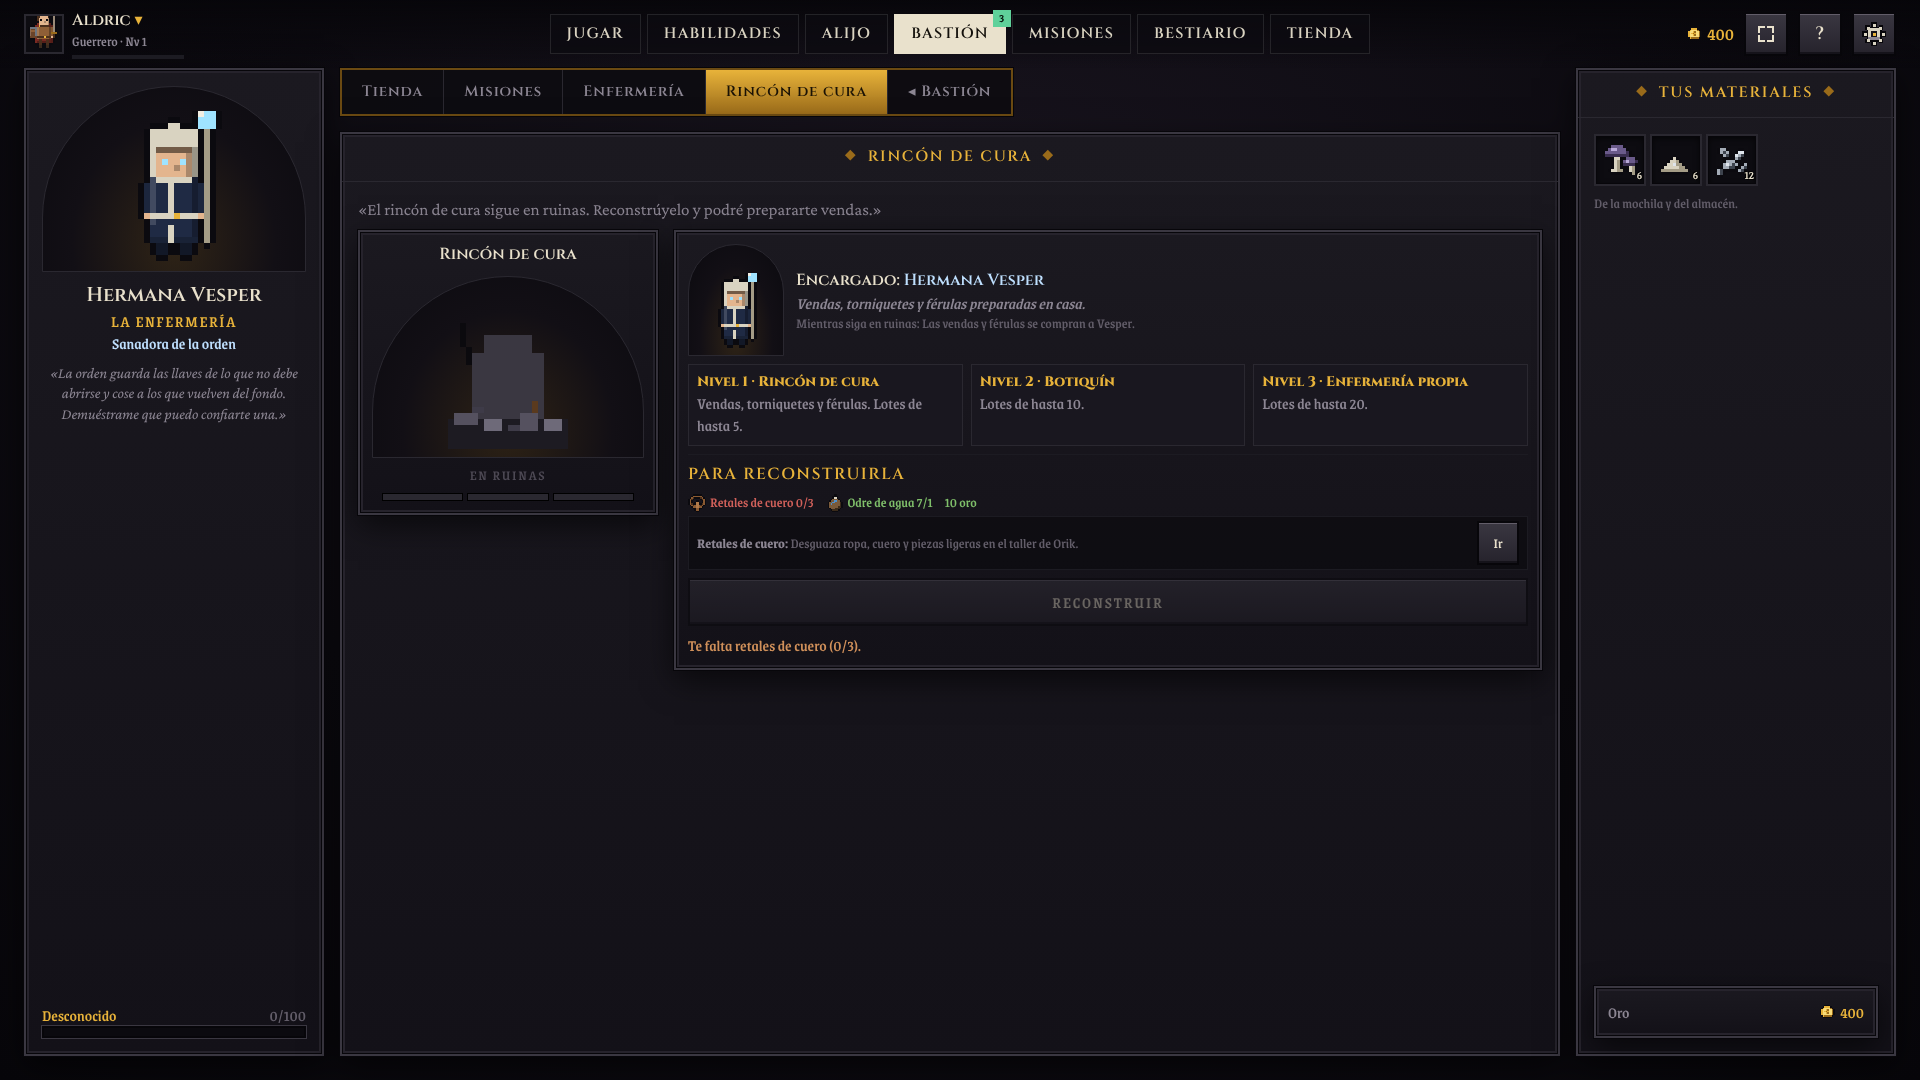 Aldric ▾
Guerrero · Nv 1
JUGAR
HABILIDADES
ALIJO
BASTIÓN
3
MISIONES
BESTIARIO
TIENDA
400
?
Tienda
Misiones
Enfermería
Rincón de cura
◂ Bastión
Hermana Vesper
LA ENFERMERÍA
Sanadora de la orden
«La orden guarda las llaves de lo que no debe
abrirse y cose a los que vuelven del fondo.
Demuéstrame que puedo confiarte una.»
Desconocido
0/100
◆ RINCÓN DE CURA ◆
«El rincón de cura sigue en ruinas. Reconstrúyelo y podré prepararte vendas.»
Rincón de cura
EN RUINAS
Encargado: Hermana Vesper
Vendas, torniquetes y férulas preparadas en casa.
Mientras siga en ruinas: Las vendas y férulas se compran a Vesper.
Nivel 1 · Rincón de cura
Vendas, torniquetes y férulas. Lotes de
hasta 5.
Nivel 2 · Botiquín
Lotes de hasta 10.
Nivel 3 · Enfermería propia
Lotes de hasta 20.
PARA RECONSTRUIRLA
Retales de cuero 0/3
Odre de agua 7/1
10 oro
Retales de cuero: Desguaza ropa, cuero y piezas ligeras en el taller de Orik.
Ir
RECONSTRUIR
Te falta retales de cuero (0/3).
◆ TUS MATERIALES ◆
6
6
12
De la mochila y del almacén.
Oro
400